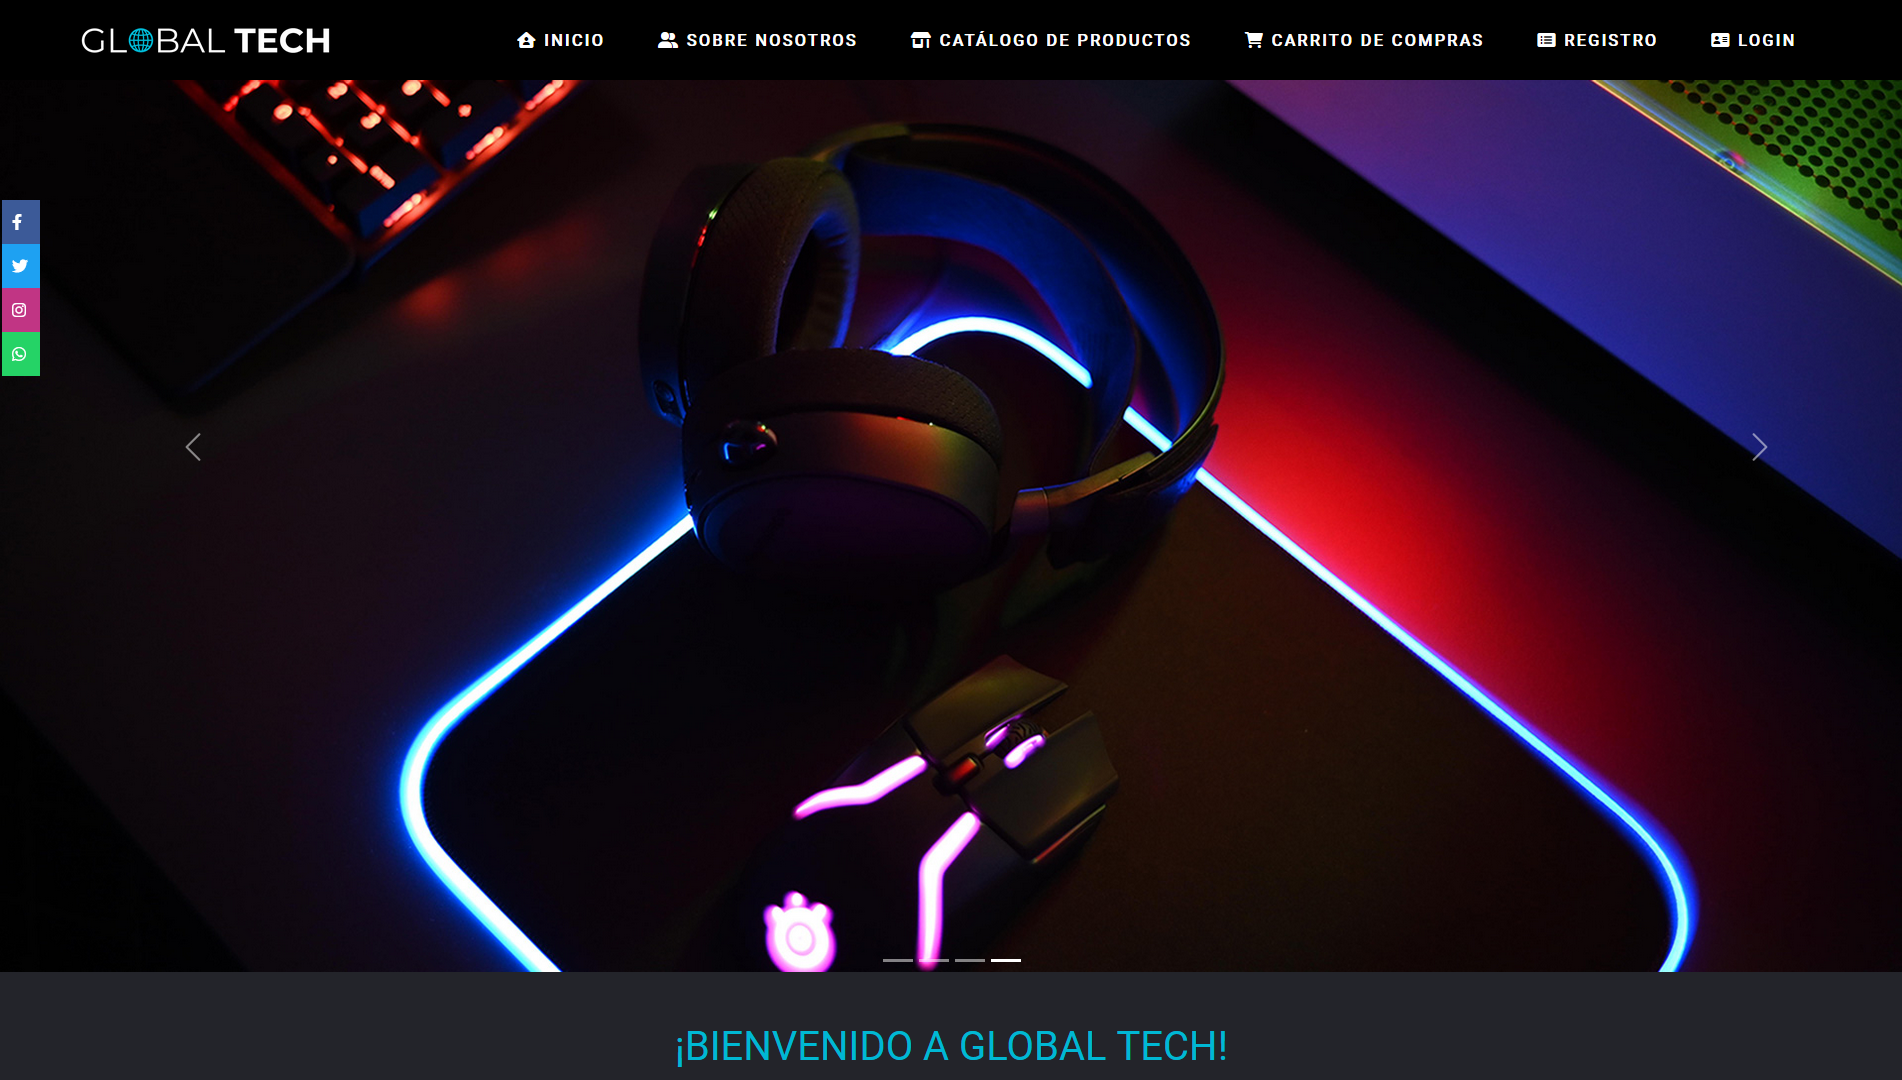 GLOBAL TECH
INICIO
SOBRE NOSOTROS
CATÁLOGO DE PRODUCTOS
CARRITO DE COMPRAS
REGISTRO
LOGIN
¡BIENVENIDO A GLOBAL TECH!